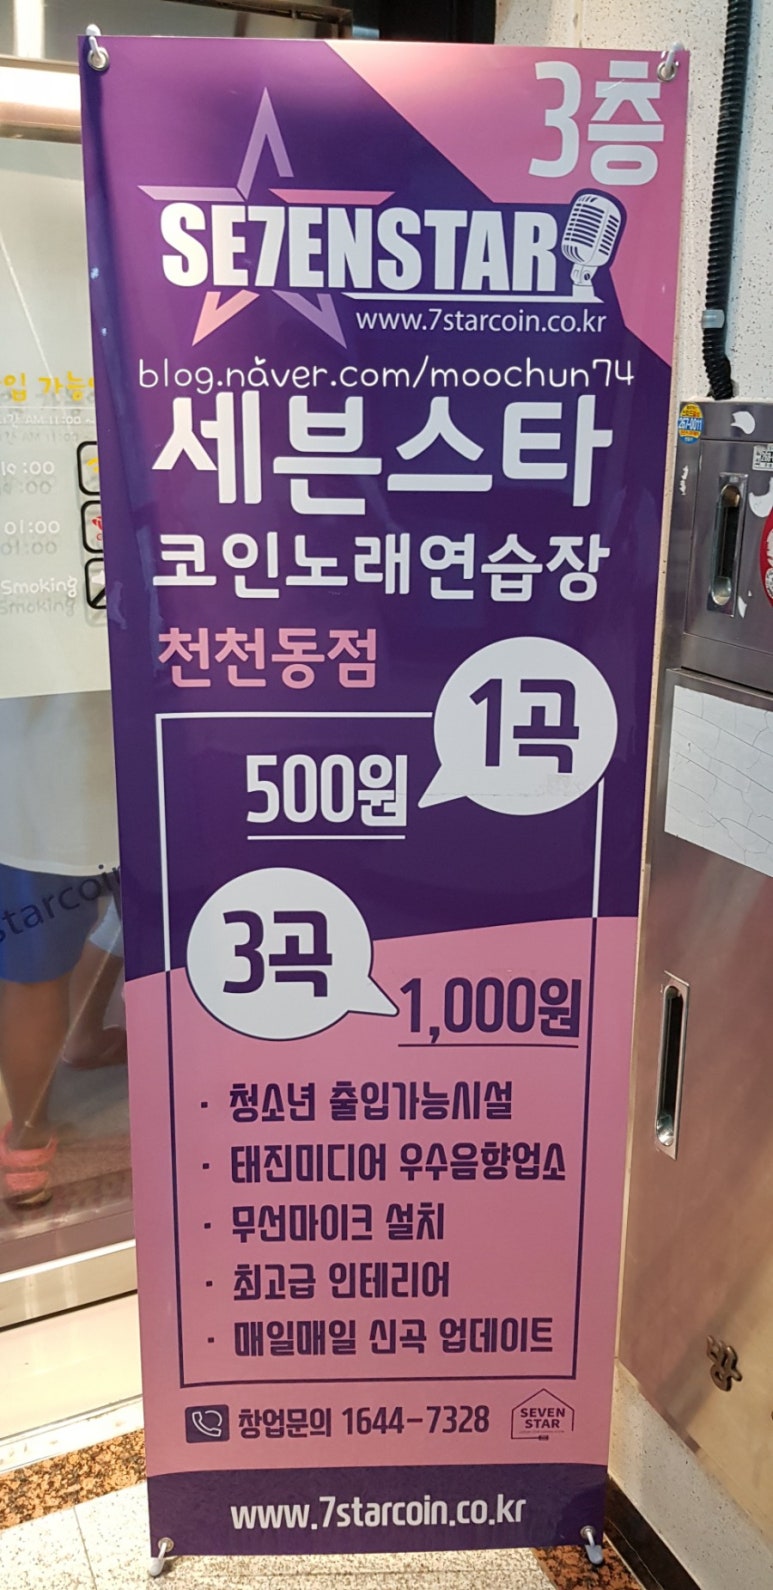 3층
SE7ENSTAR
www.7starcoin.co.kr
blog.naver.com/moochun74
세븐스타
코인노래연습장
천천동점
1곡
500원
3곡
1,000원
· 청소년 출입가능시설
· 태진미디어 우수음향업소
· 무선마이크 설치
· 최고급 인테리어
· 매일매일 신곡 업데이트
창업문의 1644-7328
SEVEN
STAR
www.7starcoin.co.kr
01:00
Smoking
starcoin